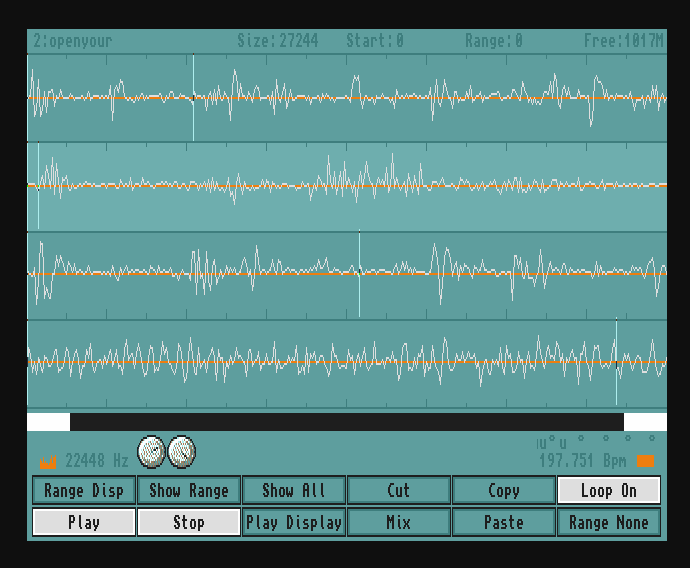 2:openyour Size:27244 Start:0 Range:0 Free:1017M
22448 Hz 197.751 Bpm
Range Disp Show Range Show All Cut Copy Loop On
Play Stop Play Display Mix Paste Range None